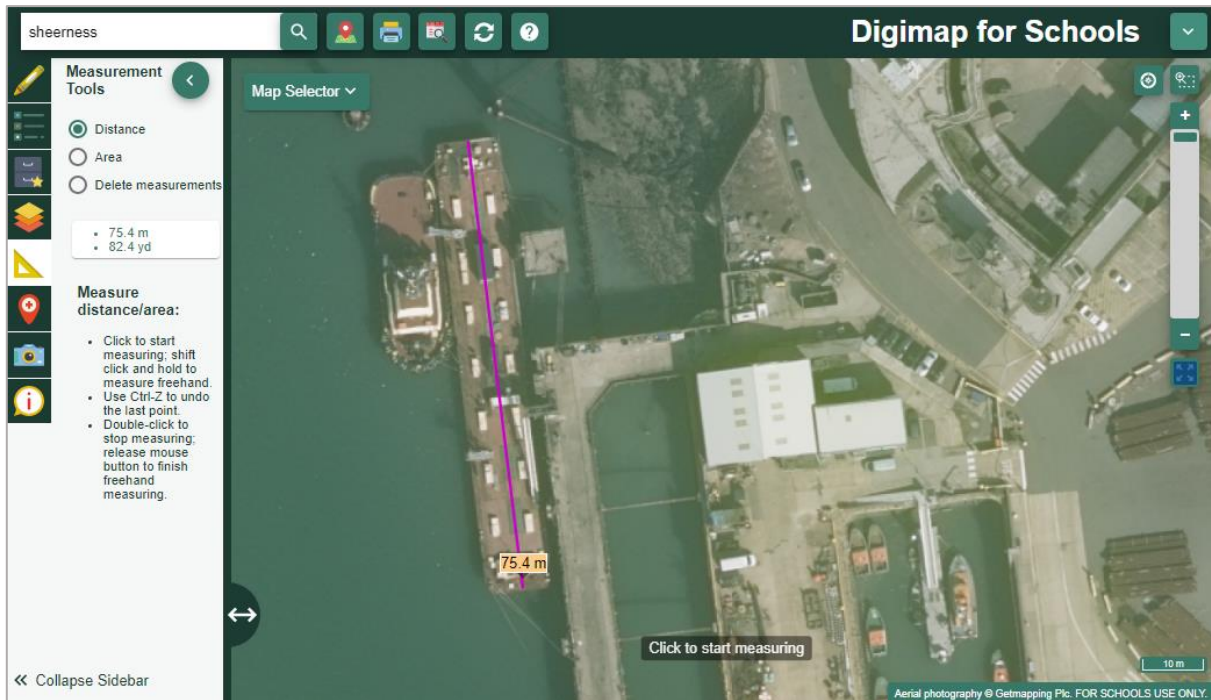 sheerness
Digimap for Schools
Measurement
Tools
Distance
Area
Delete measurements
• 75.4 m
• 82.4 yd
Measure
distance/area:
• Click to start
measuring; shift
click and hold to
measure freehand.
• Use Ctrl-Z to undo
the last point.
• Double-click to
stop measuring;
release mouse
button to finish
freehand
measuring.
Collapse Sidebar
Map Selector
75.4 m
Click to start measuring
10 m
Aerial photography © Getmapping Plc. FOR SCHOOLS USE ONLY.